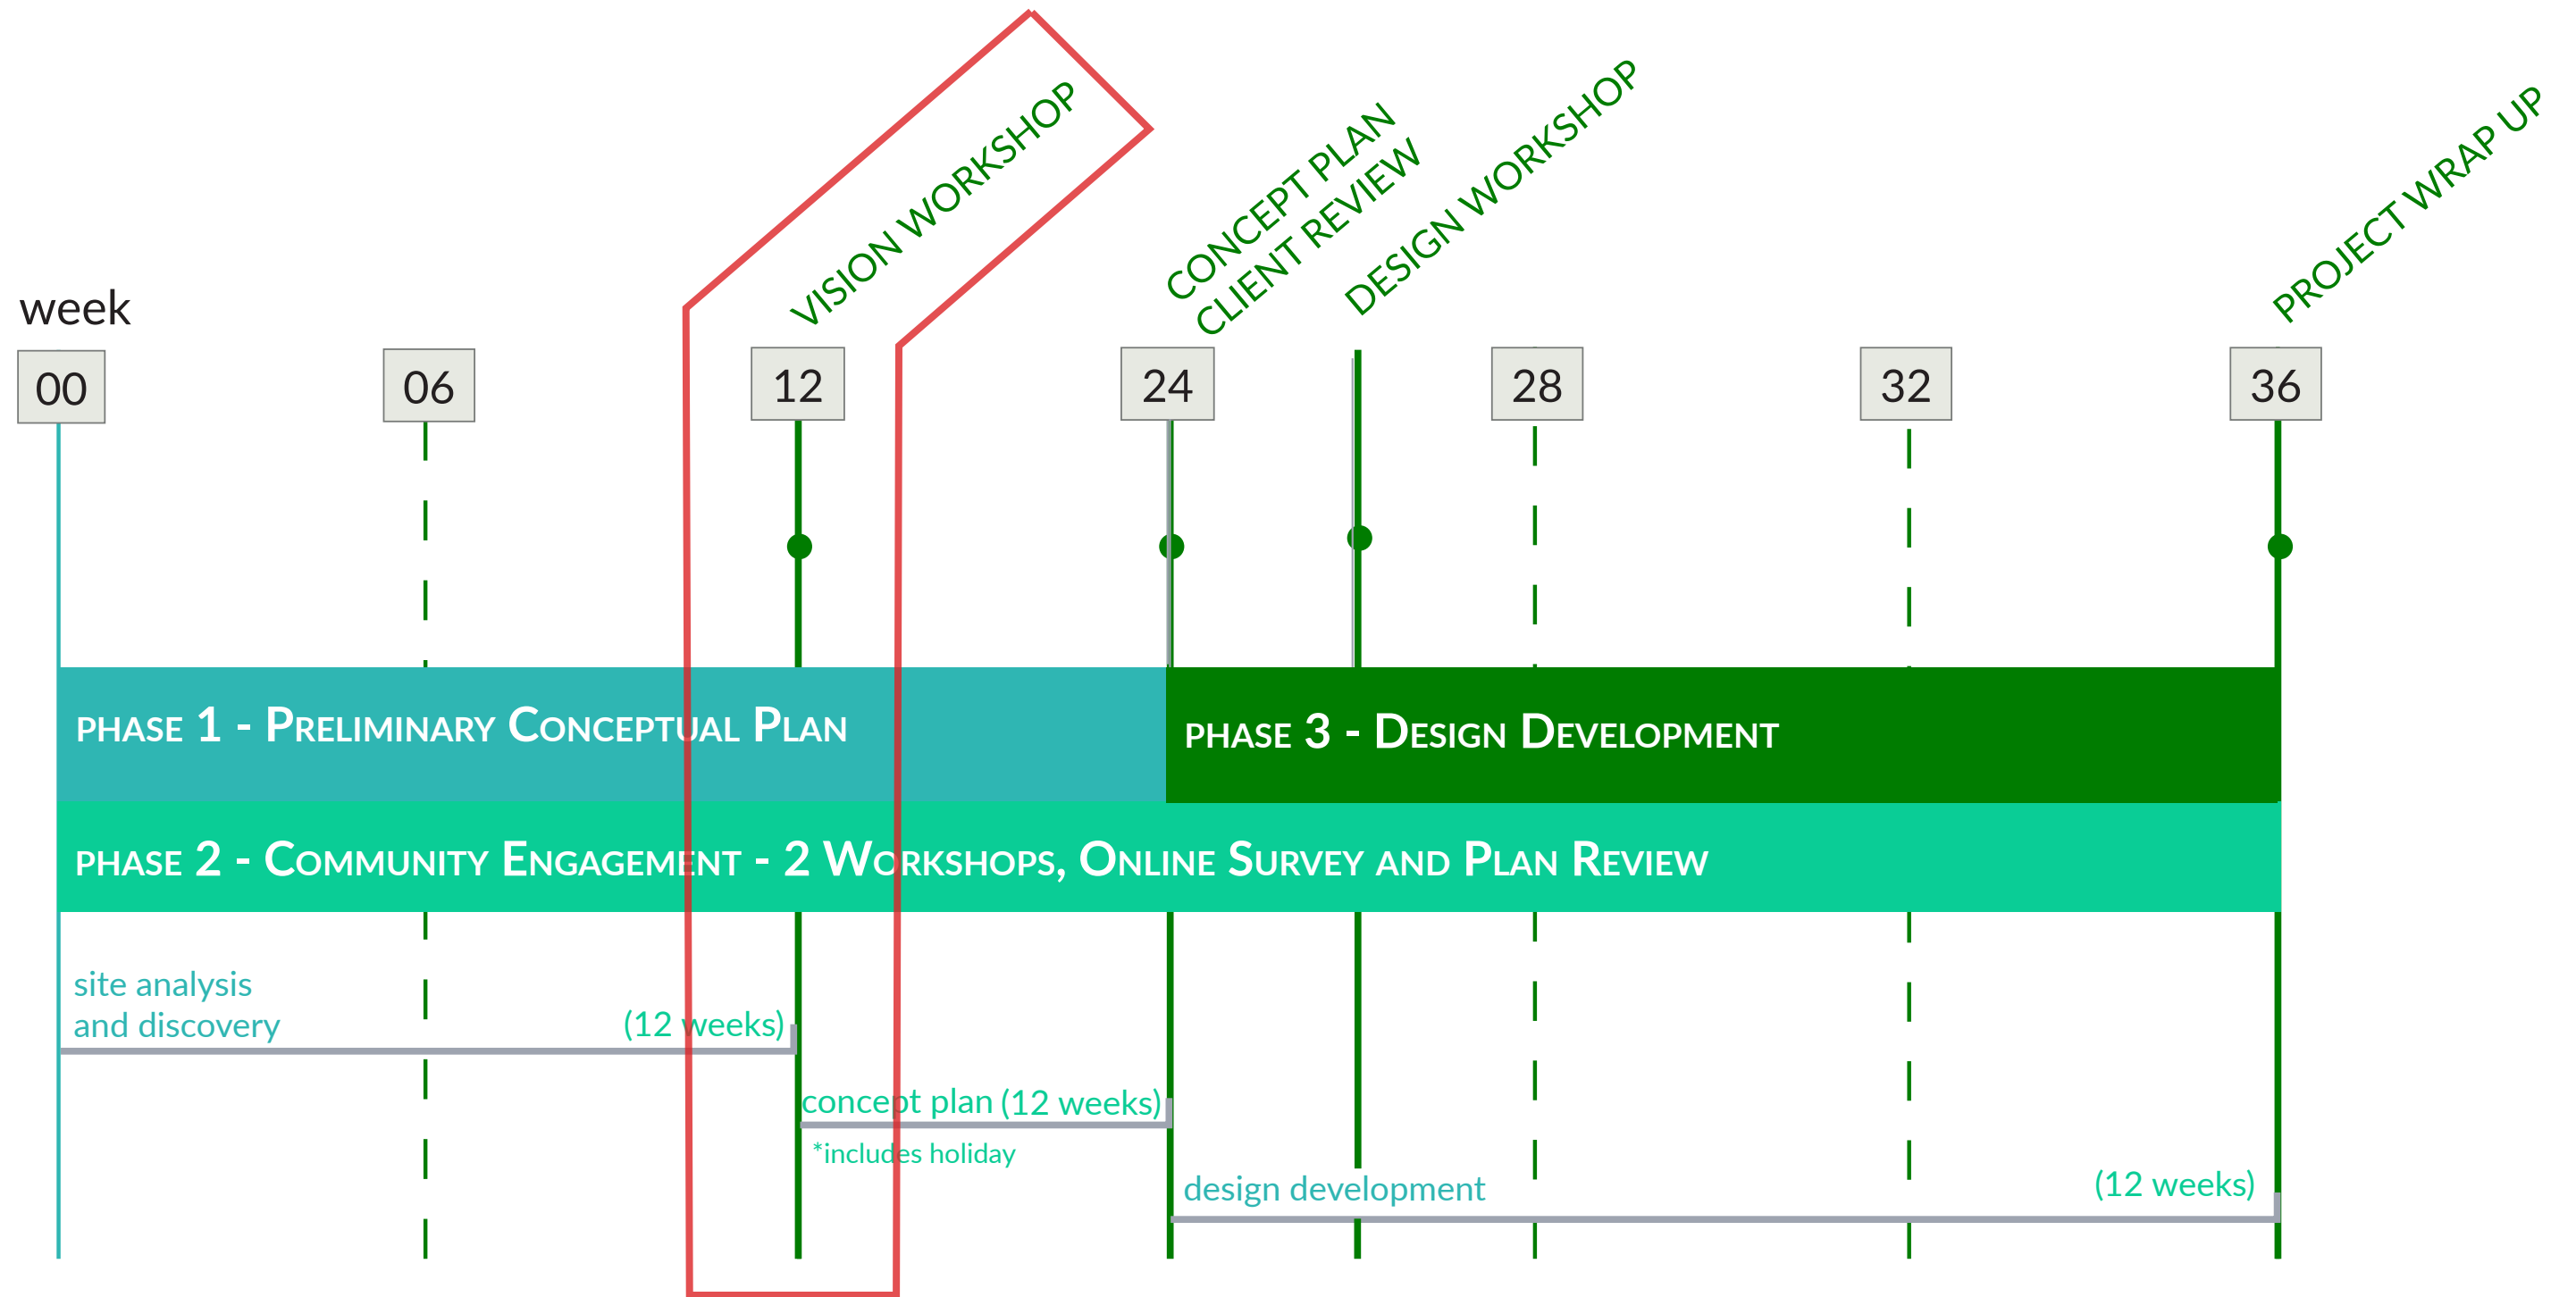 VISION WORKSHOP
CONCEPT PLAN
CLIENT REVIEW
DESIGN WORKSHOP
PROJECT WRAP UP
week
00 06 12 24 28 32 36
PHASE 1 - PRELIMINARY CONCEPTUAL PLAN
PHASE 3 - DESIGN DEVELOPMENT
PHASE 2 - COMMUNITY ENGAGEMENT - 2 WORKSHOPS, ONLINE SURVEY AND PLAN REVIEW
site analysis
and discovery (12 weeks)
concept plan (12 weeks)
*includes holiday
design development (12 weeks)